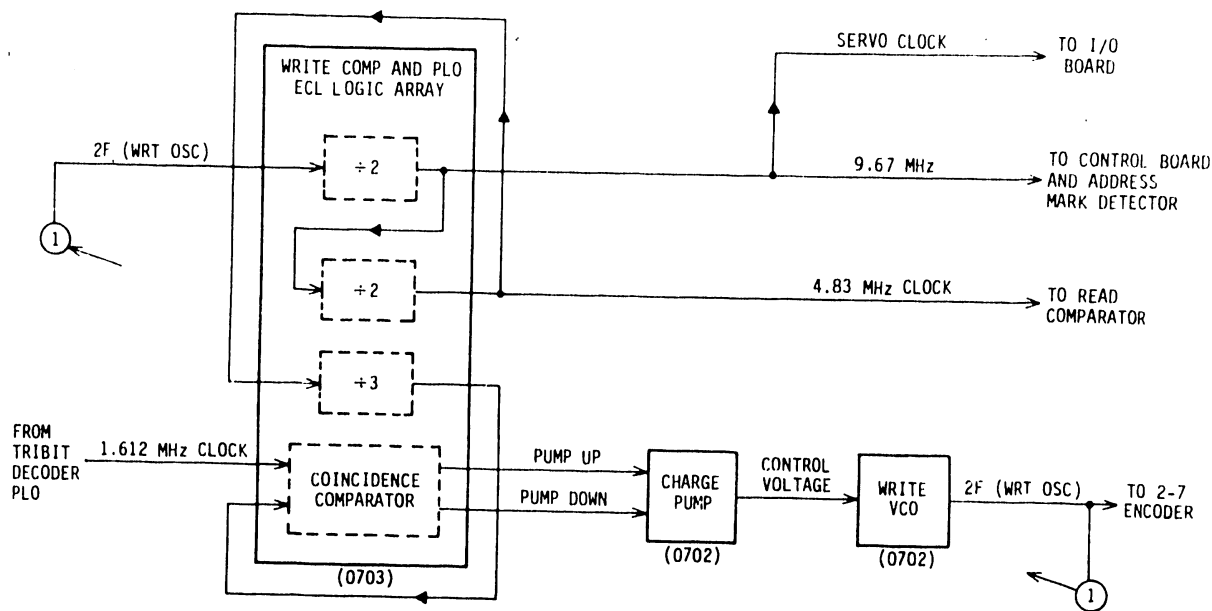 SERVO CLOCK
TO I/O
BOARD
WRITE COMP AND PLO
ECL LOGIC ARRAY
2F (WRT OSC)
÷2
9.67 MHz
TO CONTROL BOARD
AND ADDRESS
MARK DETECTOR
1
÷2
4.83 MHz CLOCK
TO READ
COMPARATOR
÷3
FROM
TRIBIT
DECODER
PLO
1.612 MHz CLOCK
COINCIDENCE
COMPARATOR
PUMP UP
PUMP DOWN
CHARGE
PUMP
CONTROL
VOLTAGE
WRITE
VCO
2F (WRT OSC)
TO 2-7
ENCODER
(0703)
(0702)
(0702)
1